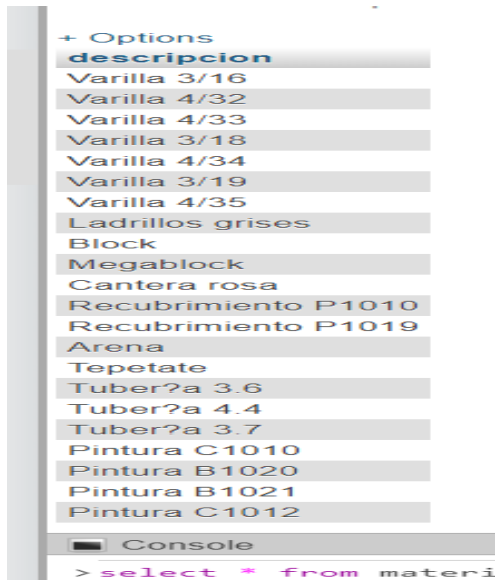 + Options
descripcion
Varilla 3/16
Varilla 4/32
Varilla 4/33
Varilla 3/18
Varilla 4/34
Varilla 3/19
Varilla 4/35
Ladrillos grises
Block
Megablock
Cantera rosa
Recubrimiento P1010
Recubrimiento P1019
Arena
Tepetate
Tuber?a 3.6
Tuber?a 4.4
Tuber?a 3.7
Pintura C1010
Pintura B1020
Pintura B1021
Pintura C1012
Console
> select * from materi